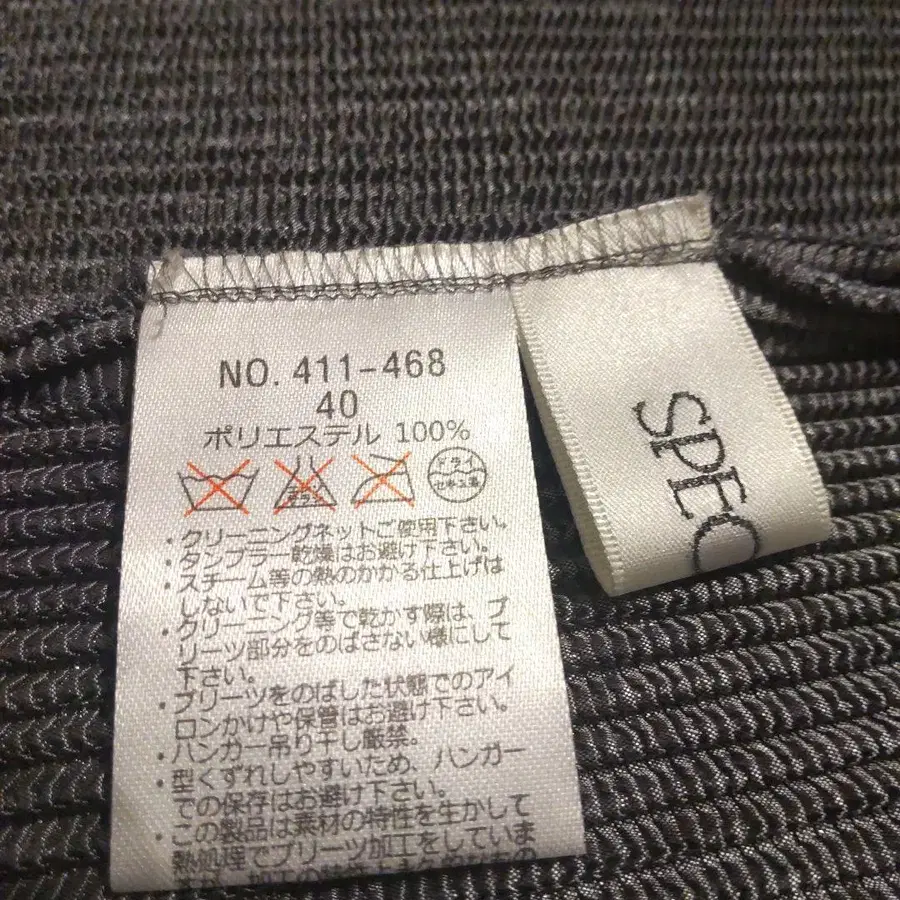 NO. 411-468
40
ポリエステル 100%
ドライ
セキユ系
・クリーニングネットご使用下さい。
・タンブラー乾燥はお避け下さい。
・スチーム等の熱のかかる仕上げは
しないで下さい。
・クリーニング等で乾かす際は、プ
リーツ部分をのばさない様にして
下さい。
・プリーツをのばした状態でのアイ
ロンかけや保管はお避け下さい。
・ハンガー吊り干し厳禁。
・型くずれしやすいため、ハンガー
での保存はお避け下さい。
・この製品は素材の特性を生かして
熱処理でプリーツ加工をしていま
SPEC